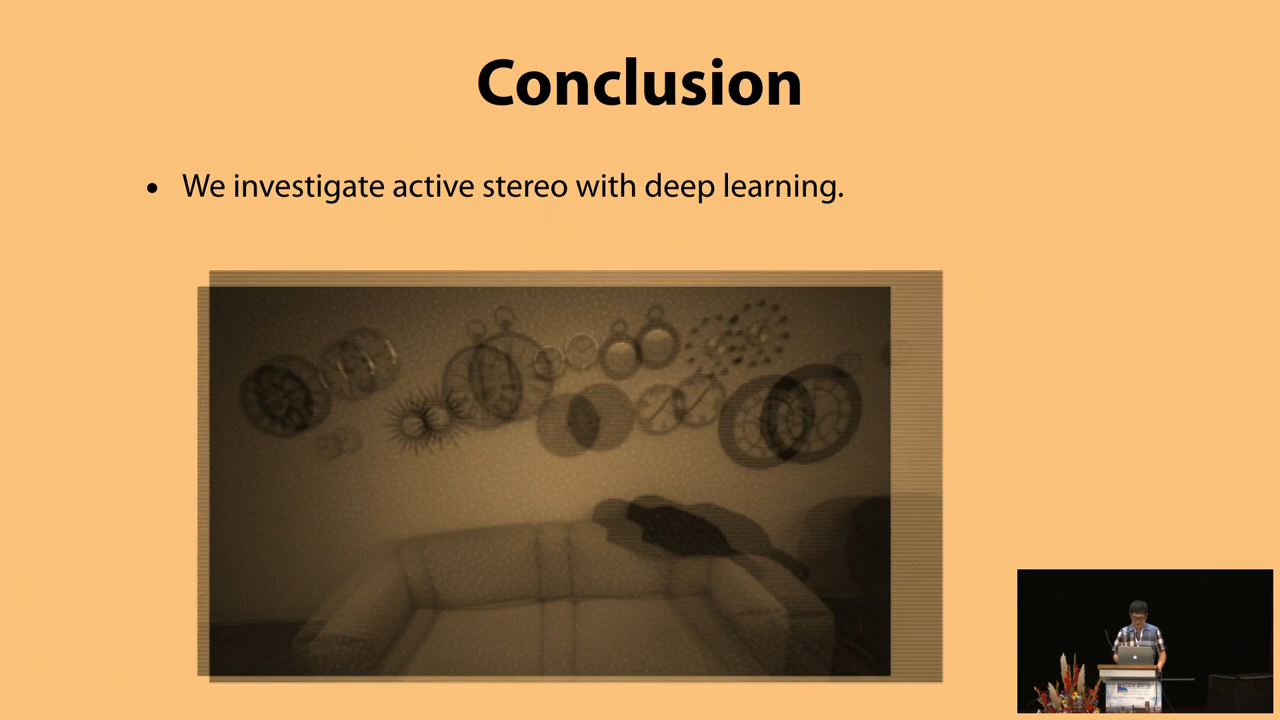 Conclusion
• We investigate active stereo with deep learning.